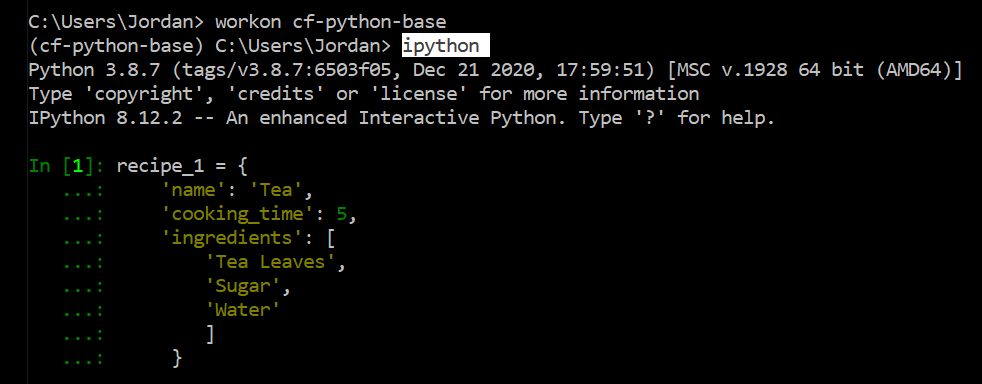 C:\Users\Jordan> workon cf-python-base
(cf-python-base) C:\Users\Jordan> ipython
Python 3.8.7 (tags/v3.8.7:6503f05, Dec 21 2020, 17:59:51) [MSC v.1928 64 bit (AMD64)]
Type 'copyright', 'credits' or 'license' for more information
IPython 8.12.2 -- An enhanced Interactive Python. Type '?' for help.

In [1]: recipe_1 = {
   ...:     'name': 'Tea',
   ...:     'cooking_time': 5,
   ...:     'ingredients': [
   ...:         'Tea Leaves',
   ...:         'Sugar',
   ...:         'Water'
   ...:         ]
   ...:      }